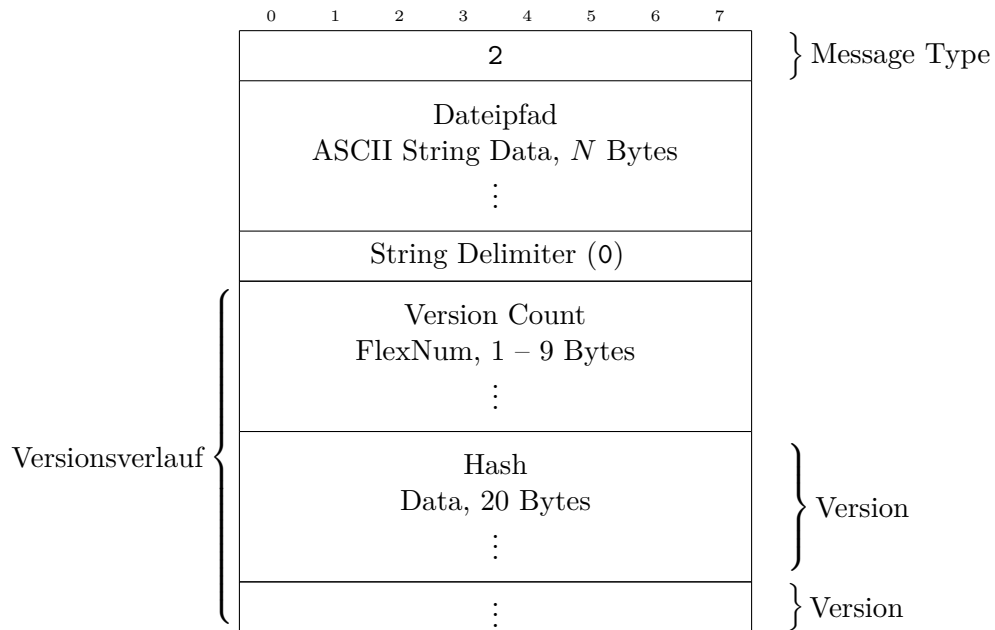 0 1 2 3 4 5 6 7
2
Message Type
Dateipfad
ASCII String Data, N Bytes
⋮
String Delimiter (0)
Version Count
FlexNum, 1 – 9 Bytes
⋮
Versionsverlauf
Hash
Data, 20 Bytes
⋮
Version
⋮
Version